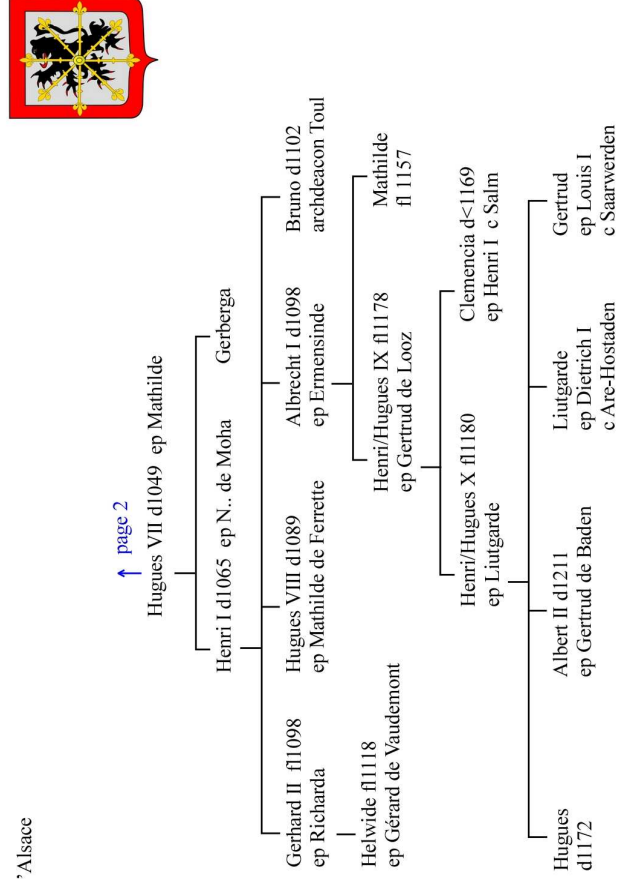 'Alsace
↑ page 2
Hugues VII d1049 ep Mathilde
Henri I d1065 ep N.. de Moha
Gerberga
Gerhard II fl1098
ep Richarda
Hugues VIII d1089
ep Mathilde de Ferrette
Albrecht I d1098
ep Ermensinde
Bruno d1102
archdeacon Toul
Helwide fl1118
ep Gérard de Vaudemont
Henri/Hugues IX fl1178
ep Gertrud de Looz
Mathilde
fl 1157
Henri/Hugues X fl1180
ep Liutgarde
Clemencia d<1169
ep Henri I c Salm
Hugues
d1172
Albert II d1211
ep Gertrud de Baden
Liutgarde
ep Dietrich I
c Are-Hostaden
Gertrud
ep Louis I
c Saarwerden